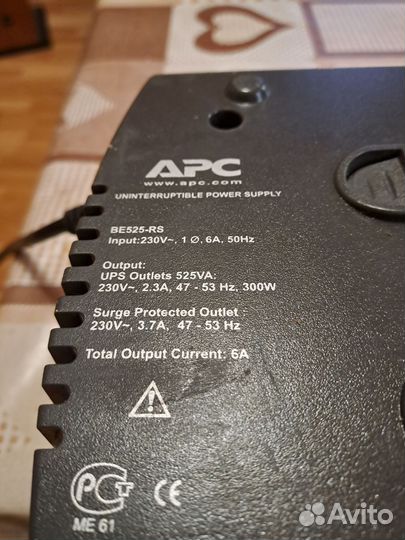 APC
www.apc.com
UNINTERRUPTIBLE POWER SUPPLY
BE525-RS
Input:230V~, 1 Ø, 6A, 50Hz
Output:
UPS Outlets 525VA:
230V~, 2.3A, 47 - 53 Hz, 300W
Surge Protected Outlet :
230V~, 3.7A, 47 - 53 Hz
Total Output Current: 6A
РСТ
CE
ME 61
Avito